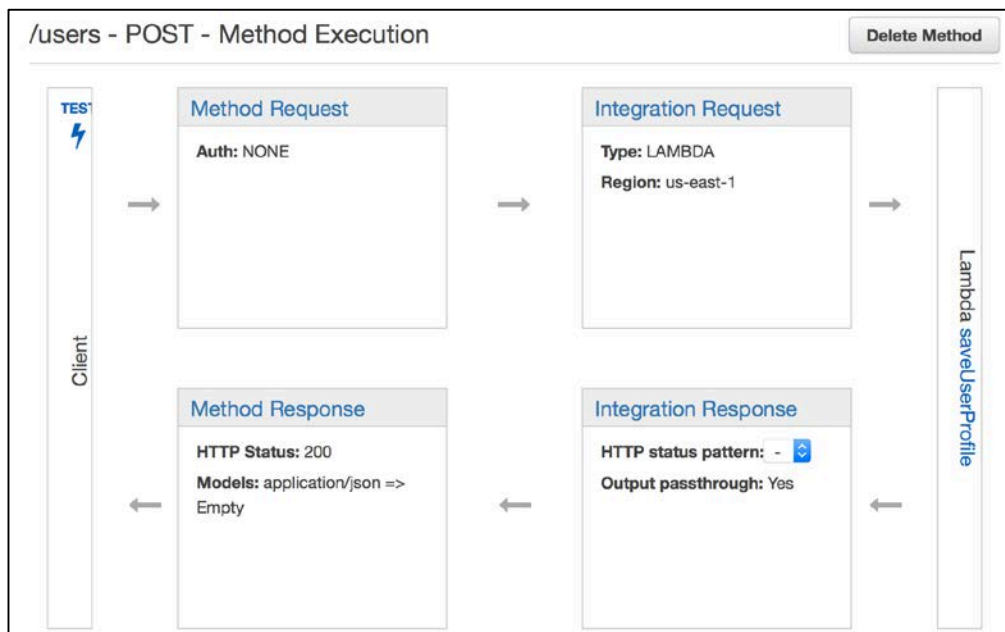 /users - POST - Method Execution
Delete Method
TEST
Client
Method Request
Auth: NONE
Integration Request
Type: LAMBDA
Region: us-east-1
Lambda saveUserProfile
Method Response
HTTP Status: 200
Models: application/json =>
Empty
Integration Response
HTTP status pattern: -
Output passthrough: Yes